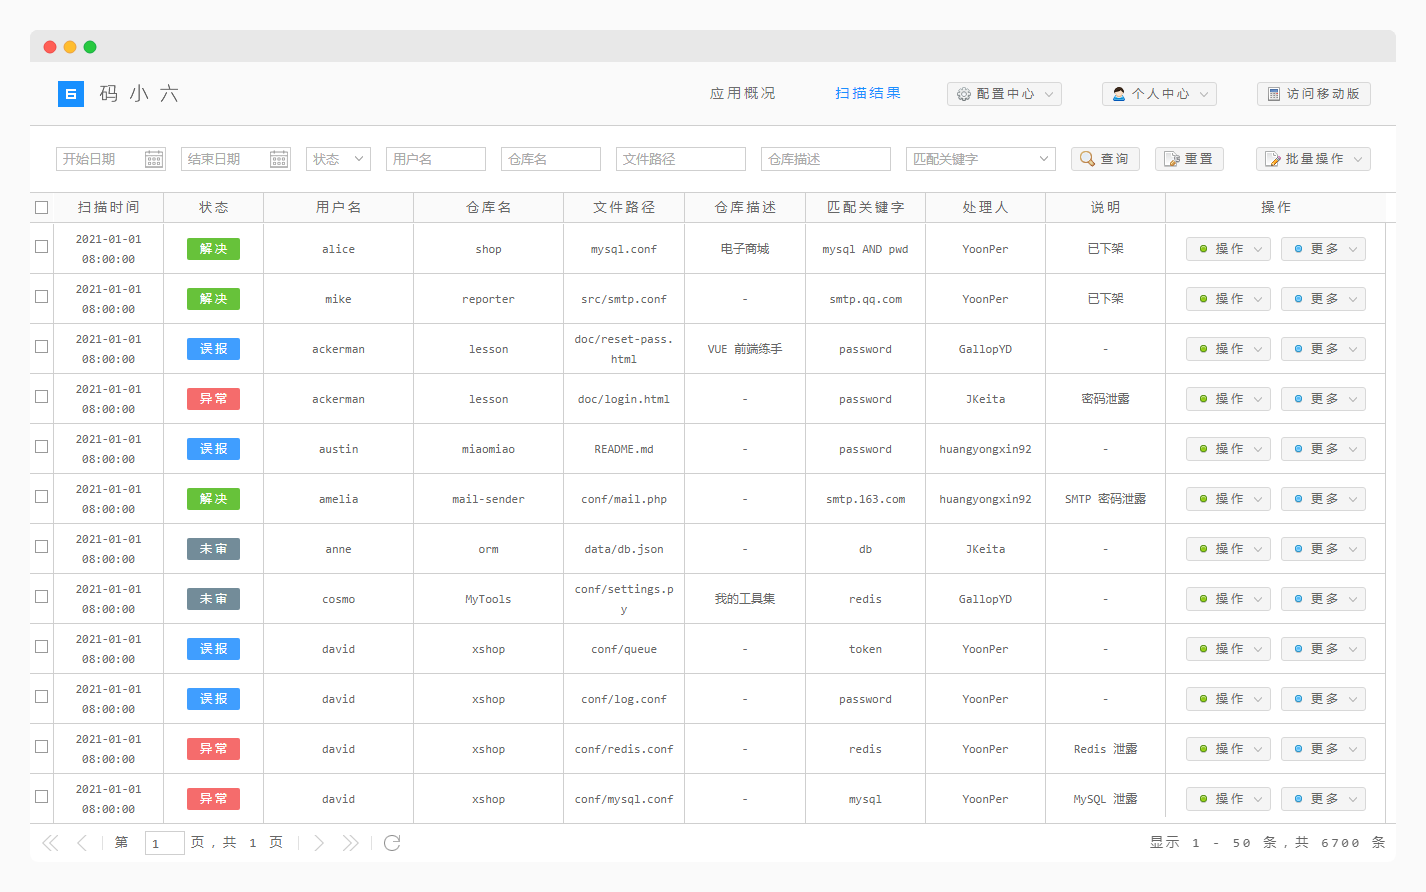 6 码小六 应用概况 扫描结果 配置中心 个人中心 访问移动版
开始日期 结束日期 状态 用户名 仓库名 文件路径 仓库描述 匹配关键字 查询 重置 批量操作
扫描时间 状态 用户名 仓库名 文件路径 仓库描述 匹配关键字 处理人 说明 操作
2021-01-01
08:00:00 解决 alice shop mysql.conf 电子商城 mysql AND pwd YoonPer 已下架 操作 更多
2021-01-01
08:00:00 解决 mike reporter src/smtp.conf - smtp.qq.com YoonPer 已下架 操作 更多
2021-01-01 doc/reset-pass.
08:00:00 误报 ackerman lesson html VUE 前端练手 password GallopYD - 操作 更多
2021-01-01
08:00:00 异常 ackerman lesson doc/login.html - password JKeita 密码泄露 操作 更多
2021-01-01
08:00:00 误报 austin miaomiao README.md - password huangyongxin92 - 操作 更多
2021-01-01
08:00:00 解决 amelia mail-sender conf/mail.php - smtp.163.com huangyongxin92 SMTP 密码泄露 操作 更多
2021-01-01
08:00:00 未审 anne orm data/db.json - db JKeita - 操作 更多
2021-01-01 conf/settings.p
08:00:00 未审 cosmo MyTools y 我的工具集 redis GallopYD - 操作 更多
2021-01-01
08:00:00 误报 david xshop conf/queue - token YoonPer - 操作 更多
2021-01-01
08:00:00 误报 david xshop conf/log.conf - password YoonPer - 操作 更多
2021-01-01
08:00:00 异常 david xshop conf/redis.conf - redis YoonPer Redis 泄露 操作 更多
2021-01-01
08:00:00 异常 david xshop conf/mysql.conf - mysql YoonPer MySQL 泄露 操作 更多
第 1 页，共 1 页 显示 1 - 50 条，共 6700 条